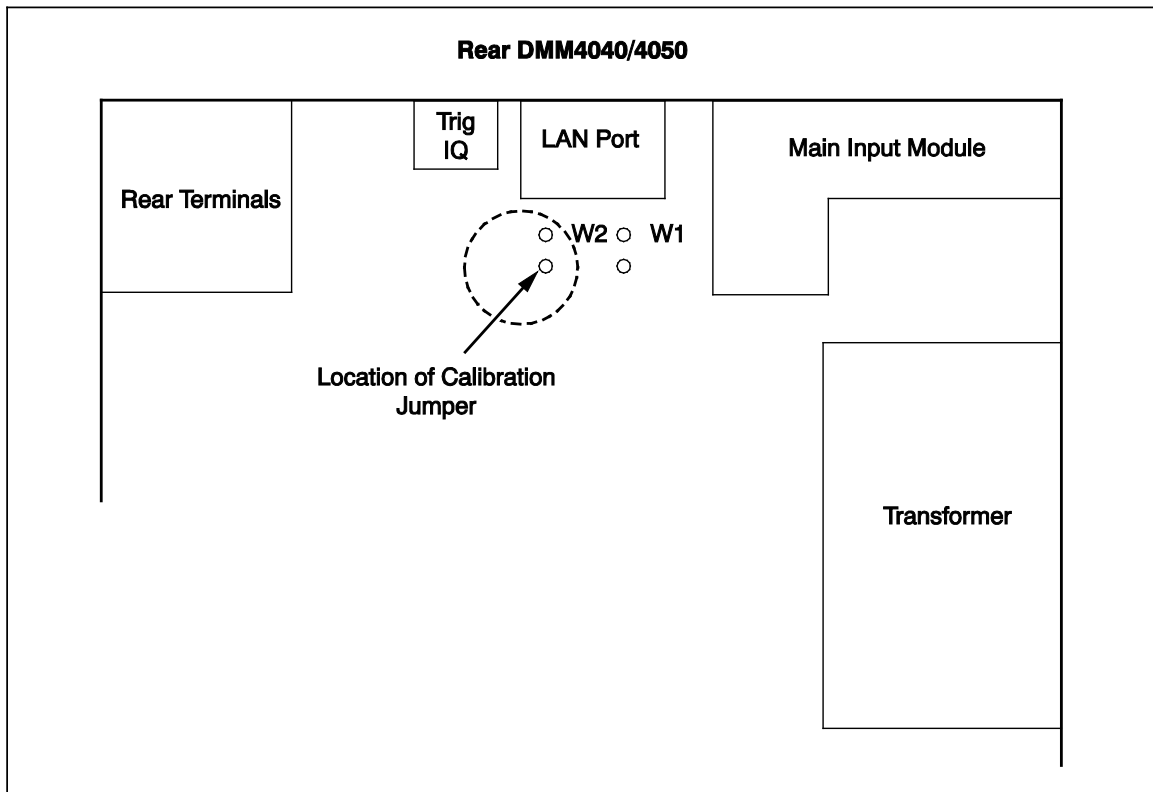 Rear DMM4040/4050
Trig
IQ
LAN Port
Main Input Module
Rear Terminals
W2
W1
Location of Calibration
Jumper
Transformer